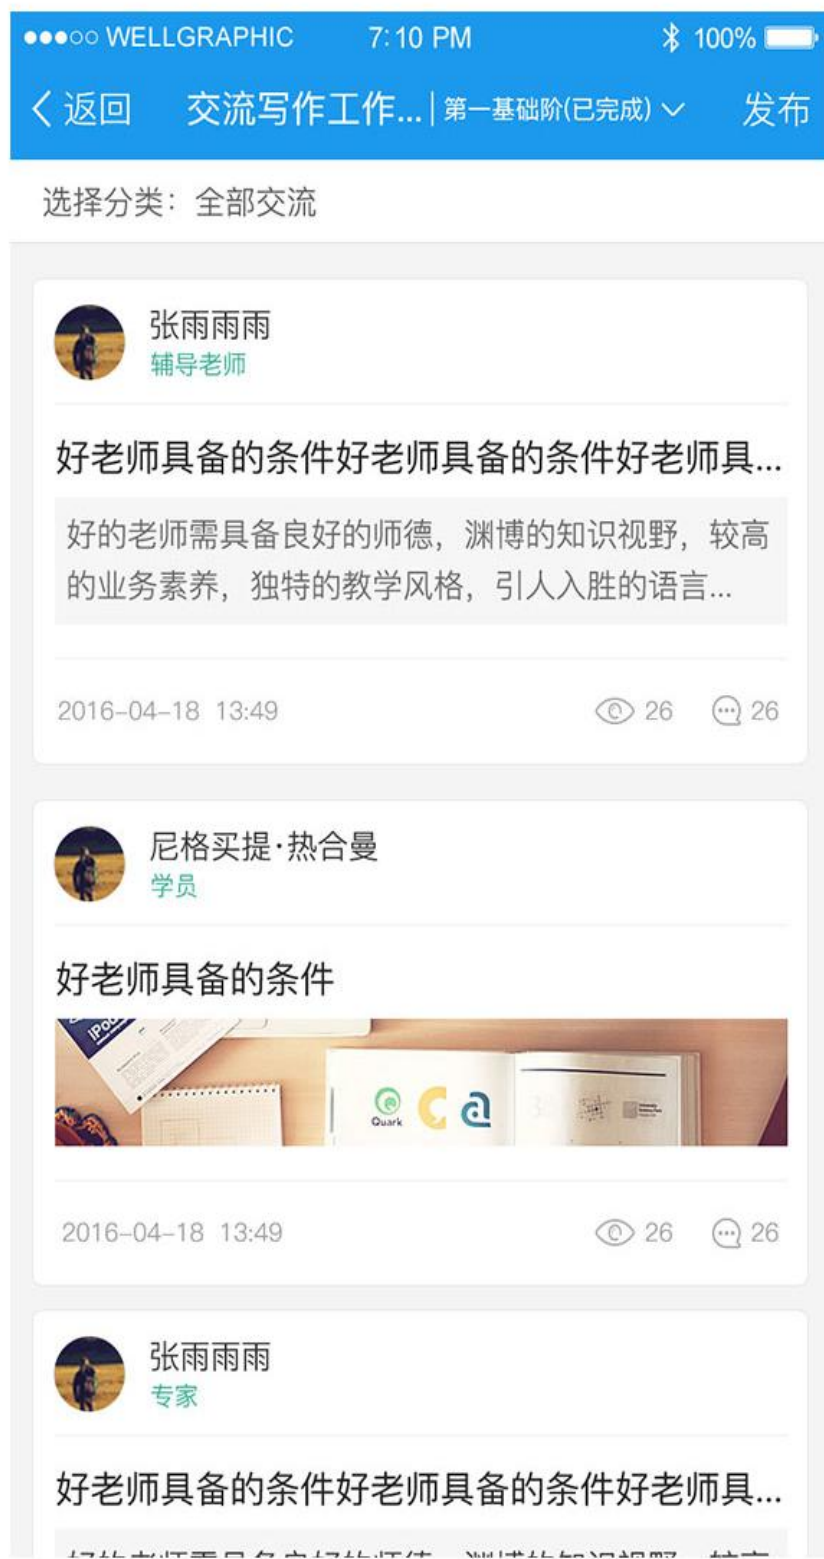 WELLGRAPHIC 7:10 PM 100%
返回 交流写作工作... 第一基础阶(已完成) 发布
选择分类：全部交流
张雨雨雨
辅导老师
好老师具备的条件好老师具备的条件好老师具...
好的老师需具备良好的师德，渊博的知识视野，较高
的业务素养，独特的教学风格，引人入胜的语言...
2016-04-18 13:49 26 26
尼格买提·热合曼
学员
好老师具备的条件
iPod
Quark
Ca
2016-04-18 13:49 26 26
张雨雨雨
专家
好老师具备的条件好老师具备的条件好老师具...